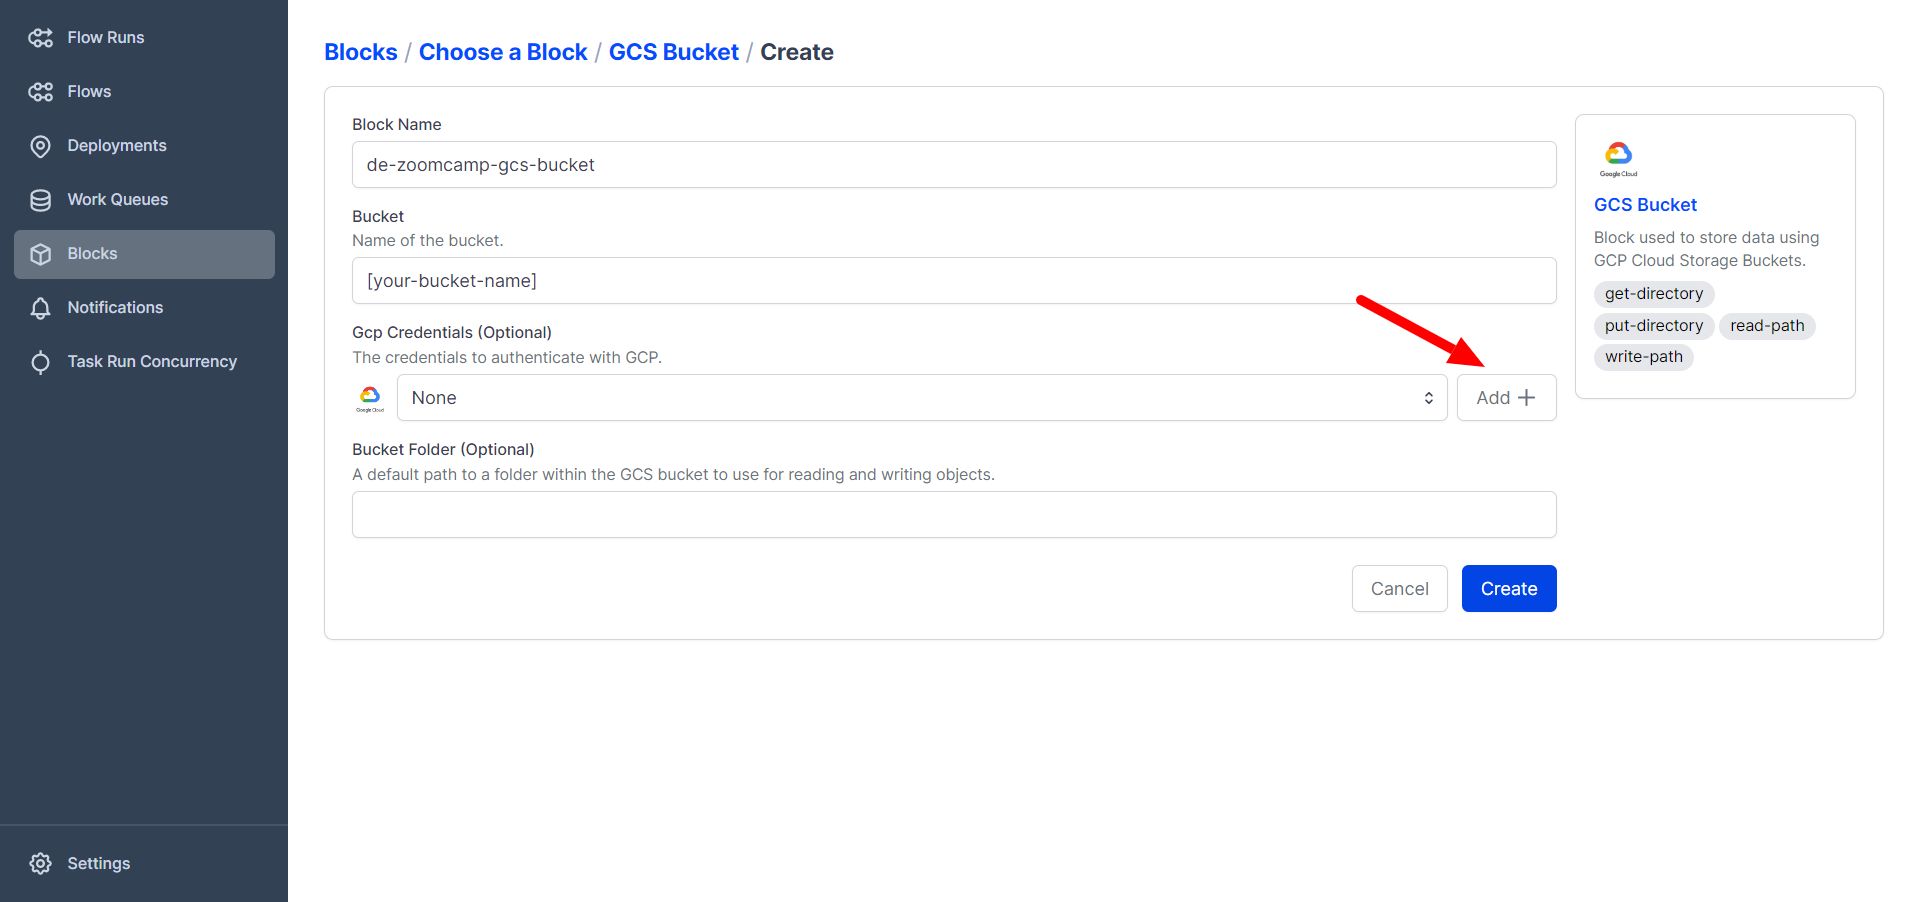 Flow Runs
Flows
Deployments
Work Queues
Blocks
Notifications
Task Run Concurrency
Settings
Blocks / Choose a Block / GCS Bucket / Create
Block Name
de-zoomcamp-gcs-bucket
Bucket
Name of the bucket.
[your-bucket-name]
Gcp Credentials (Optional)
The credentials to authenticate with GCP.
Google Cloud
None
Add
Bucket Folder (Optional)
A default path to a folder within the GCS bucket to use for reading and writing objects.
Cancel
Create
Google Cloud
GCS Bucket
Block used to store data using
GCP Cloud Storage Buckets.
get-directory
put-directory read-path
write-path